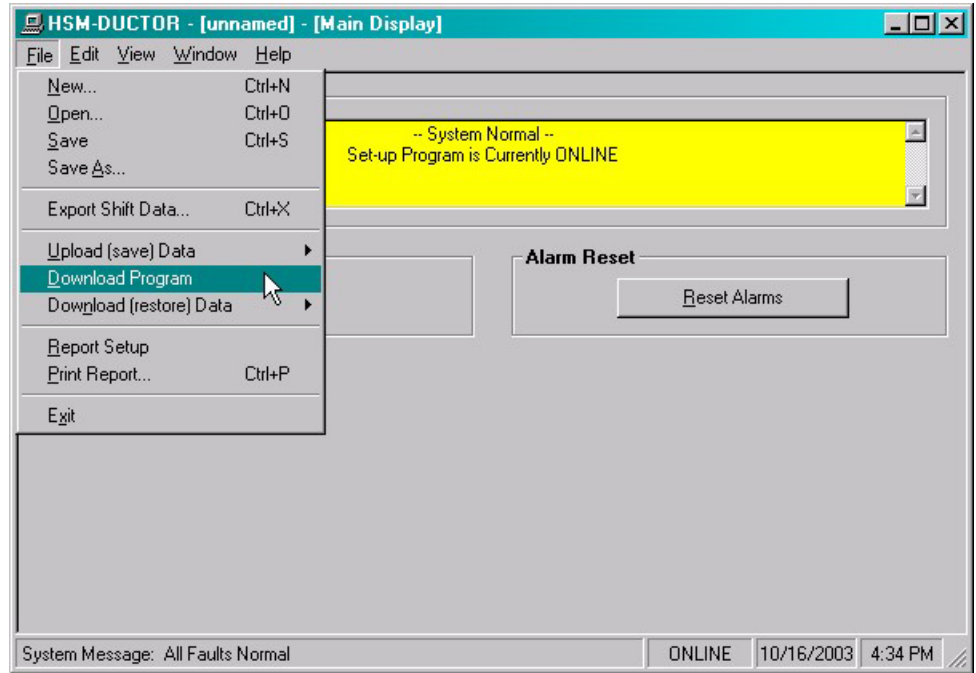 HSM-DUCTOR - [unnamed] - [Main Display]
File Edit View Window Help
New... Ctrl+N
Open... Ctrl+O
Save Ctrl+S
Save As...
Export Shift Data... Ctrl+X
Upload (save) Data
Download Program
Download (restore) Data
Report Setup
Print Report... Ctrl+P
Exit
-- System Normal --
Set-up Program is Currently ONLINE
Alarm Reset
Reset Alarms
System Message: All Faults Normal ONLINE 10/16/2003 4:34 PM